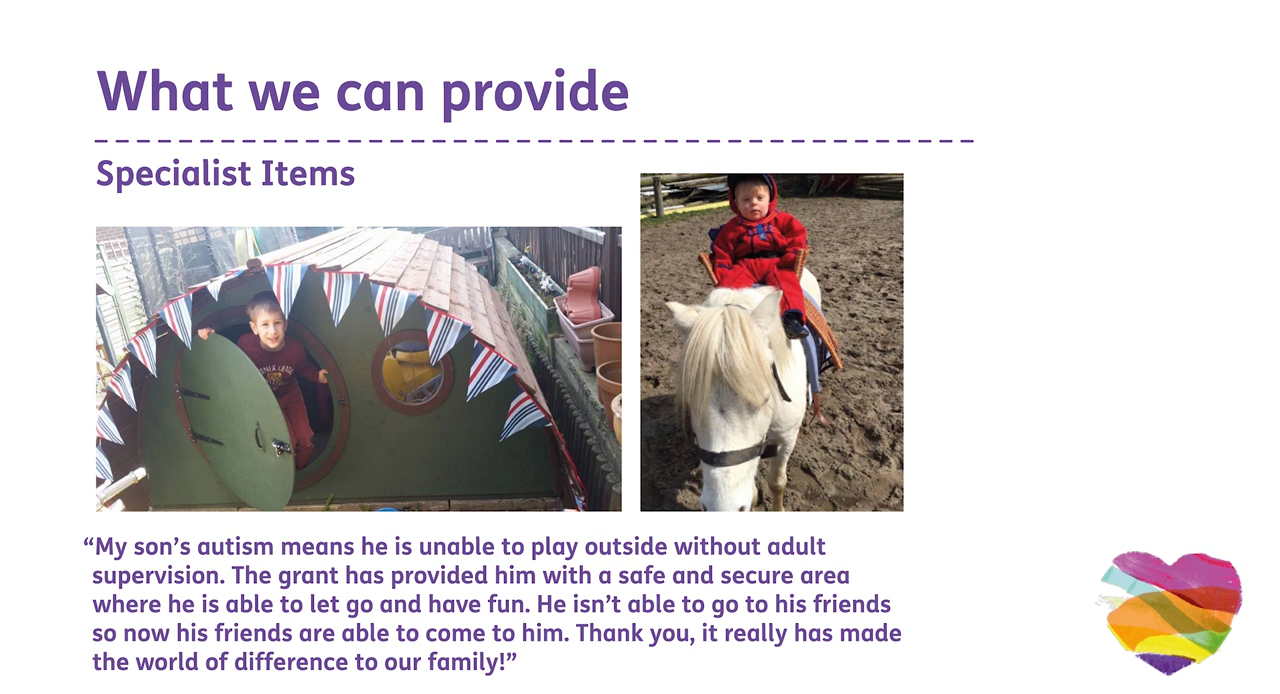 What we can provide
Specialist Items
“My son’s autism means he is unable to play outside without adult
supervision. The grant has provided him with a safe and secure area
where he is able to let go and have fun. He isn’t able to go to his friends
so now his friends are able to come to him. Thank you, it really has made
the world of difference to our family!”